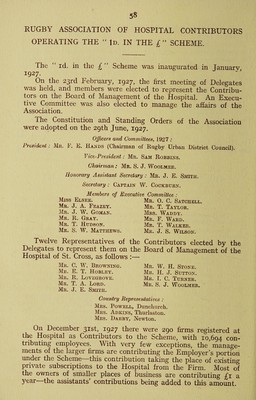 58
RUGBY ASSOCIATION OF HOSPITAL CONTRIBUTORS
OPERATING THE "1D. IN THE £" SCHEME.
The "1d. in the £" Scheme was inaugurated in January,
1927.
On the 23rd February, 1927, the first meeting of Delegates
was held, and members were elected to represent the Contribu-
tors on the Board of Management of the Hospital. An Execu-
tive Committee was also elected to manage the affairs of the
Association.
The Constitution and Standing Orders of the Association
were adopted on the 29th June, 1927.
Officers and Committees, 1927:
President: MR. F. E. HANDS (Chairman of Rugby Urban District Council).
Vice-President: MR. SAM ROBBINS.
Chairman: MR. S. J. WOOLMER.
Honorary Assistant Secretary: MR. J. E. SMITH.
Secretary: CAPTAIN W. COCKBURN.
Members of Executive Committee:
MISS ELSEE. MR. O. C. SATCHELL.
MR. J. A. FEAZEY. MR. T. TAYLOR.
MR. J. W. GOMAN. MRS. WARDY.
MR. R. GRAY. MR. F. WARD.
MR. T. HUDSON. MR. T. WALKER.
MR. S. W. MATTHEWS. MR. J. S. WILSON.
Twelve Representatives of the Contributors elected by the
Delegates to represent them on the Board of Management of the
Hospital of St. Cross, as follows:—
MR. C. W. BROWNING. MR. W. H. STONE.
MR. E. T. HORLEY. MR. H. J. SUTTON.
MR. R. LOVEGROVE. MR. I. C. TURNER.
MR. T. A. LORD. MR. S. J. WOOLMER.
MR. J. E. SMITH.
Country Representatives:
MRS. POWELL, Dunchurch.
MRS. ADKINS, Thurlaston.
MRS. DARBY, Newton.
On December 31st, 1927 there were 290 firms registered at
the Hospital as Contributors to the Scheme, with 10,694 con-
tributing employees. With very few exceptions, the manage-
ments of the larger firms are contributing the Employer's portion
under the Scheme—this contribution taking the place of existing
private subscriptions to the Hospital from the Firm. Most of
the owners of smaller places of business are contributing £1 a
year—the assistants' contributions being added to this amount.